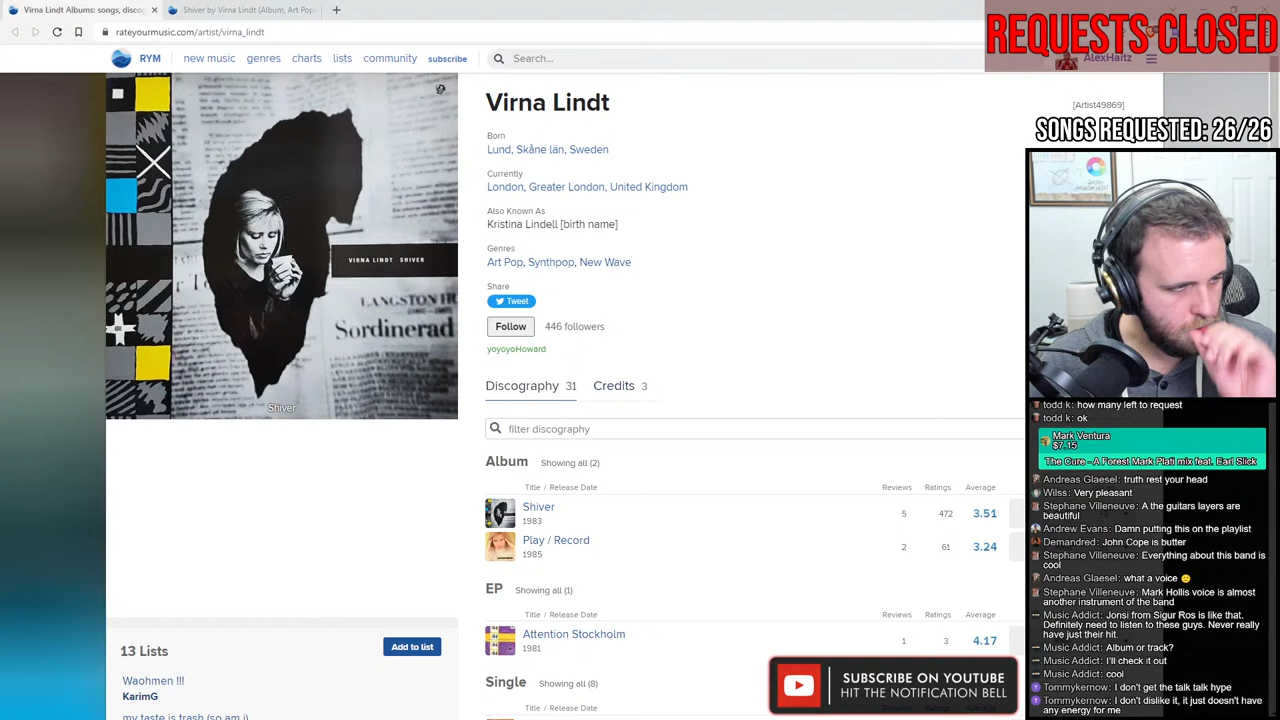 Virna Lindt Albums: songs, discog
Shiver by Virna Lindt (Album, Art Pop
rateyourmusic.com/artist/virna_lindt
REQUESTS CLOSED
RYM
new music
genres
charts
lists
community
subscribe
Search...
AlexHaitz
Virna Lindt
[Artist49869]
Born
Lund, Skåne län, Sweden
Currently
London, Greater London, United Kingdom
Also Known As
Kristina Lindell [birth name]
Genres
Art Pop, Synthpop, New Wave
Share
Tweet
Follow
446 followers
yoyoyoHoward
VIRNA LINDT SHIVER
LANGSTON HU
Sordinerad
Shiver
Discography 31
Credits 3
filter discography
Album Showing all (2)
Title / Release Date
Reviews
Ratings
Average
Shiver
1983
5
472
3.51
Play / Record
1985
2
61
3.24
EP Showing all (1)
Title / Release Date
Reviews
Ratings
Average
Attention Stockholm
1981
1
3
4.17
Single Showing all (8)
13 Lists
Add to list
Waohmen !!!
KarimG
my taste is trash (so am i)
SUBSCRIBE ON YOUTUBE
HIT THE NOTIFICATION BELL
SONGS REQUESTED: 26/26
todd.k: how many left to request
todd.k: ok
Mark Ventura
$7.15
The Cure - A Forest Mark Plati mix feat. Earl Slick
Andreas Glaesel: truth rest your head
Wilss: Very pleasant
Stephane Villeneuve: A the guitars layers are
beautiful
Andrew Evans: Damn putting this on the playlist
Demandred: John Cope is butter
Stephane Villeneuve: Everything about this band is
cool
Andreas Glaesel: what a voice 🙂
Stephane Villeneuve: Mark Hollis voice is almost
another instrument of the band
Music Addict: Jonsi from Sigur Ros is like that.
Definitely need to listen to these guys. Never really
have just their hit.
Music Addict: Album or track?
Music Addict: I'll check it out
Music Addict: cool
Tommykernow: I don't get the talk talk hype
Tommykernow: I don't dislike it, it just doesn't have
any energy for me